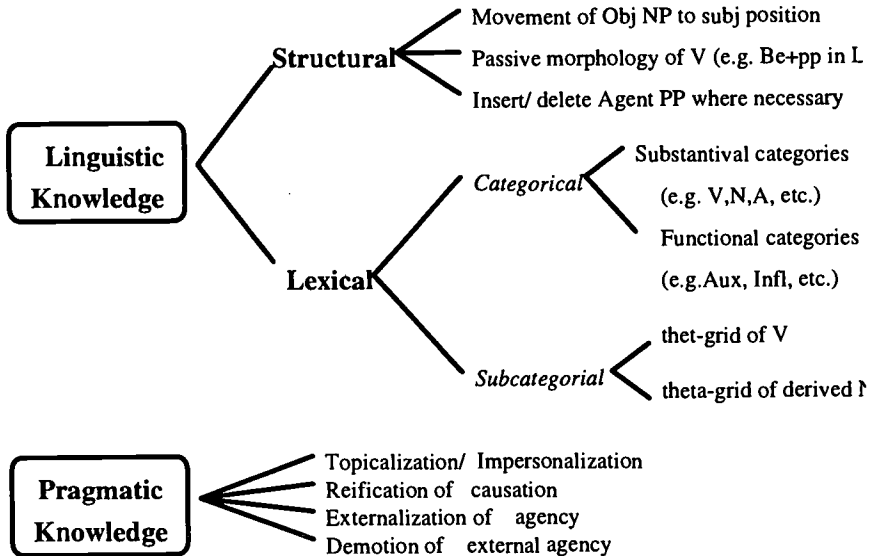 Movement of Obj NP to subj position
Structural
Passive morphology of V (e.g. Be+pp in L
Insert/ delete Agent PP where necessary
Linguistic
Knowledge
Substantival categories
Categorical
(e.g. V,N,A, etc.)
Functional categories
Lexical
(e.g.Aux, Infl, etc.)
thet-grid of V
Subcategorial
theta-grid of derived
Topicalization/ Impersonalization
Pragmatic
Knowledge
Reification of causation
Externalization of agency
Demotion of external agency